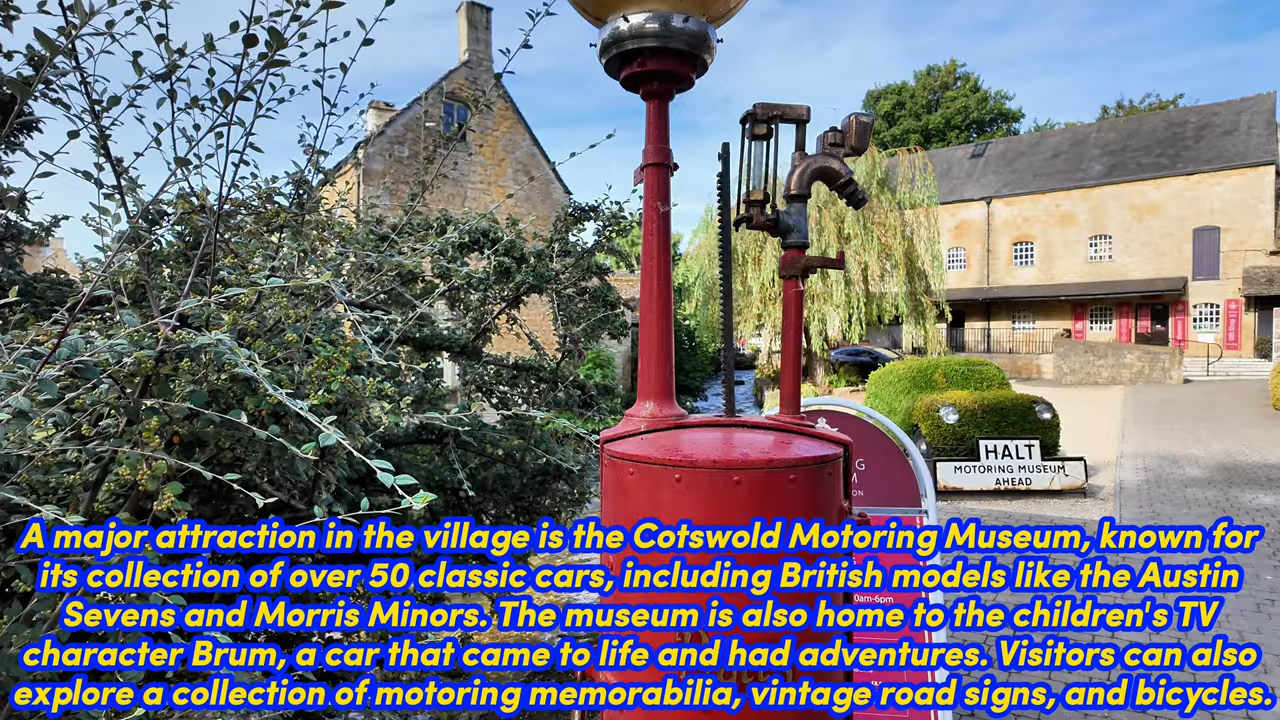 HALT
MOTORING MUSEUM
AHEAD
0am-6pm
A major attraction in the village is the Cotswold Motoring Museum, known for
its collection of over 50 classic cars, including British models like the Austin
Sevens and Morris Minors. The museum is also home to the children's TV
character Brum, a car that came to life and had adventures. Visitors can also
explore a collection of motoring memorabilia, vintage road signs, and bicycles.